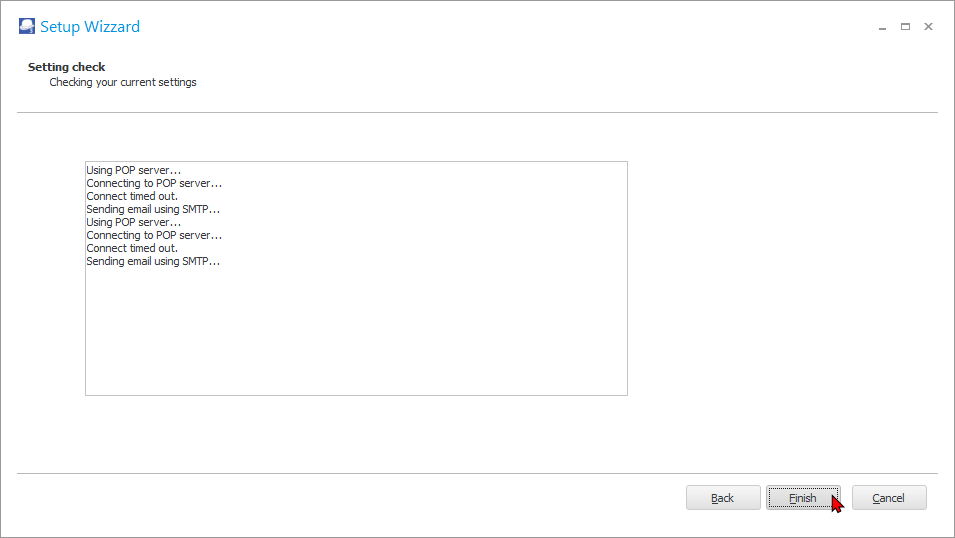 Setup Wizzard
Setting check
Checking your current settings
Using POP server...
Connecting to POP server...
Connect timed out.
Sending email using SMTP...
Using POP server...
Connecting to POP server...
Connect timed out.
Sending email using SMTP...
Back Finish Cancel